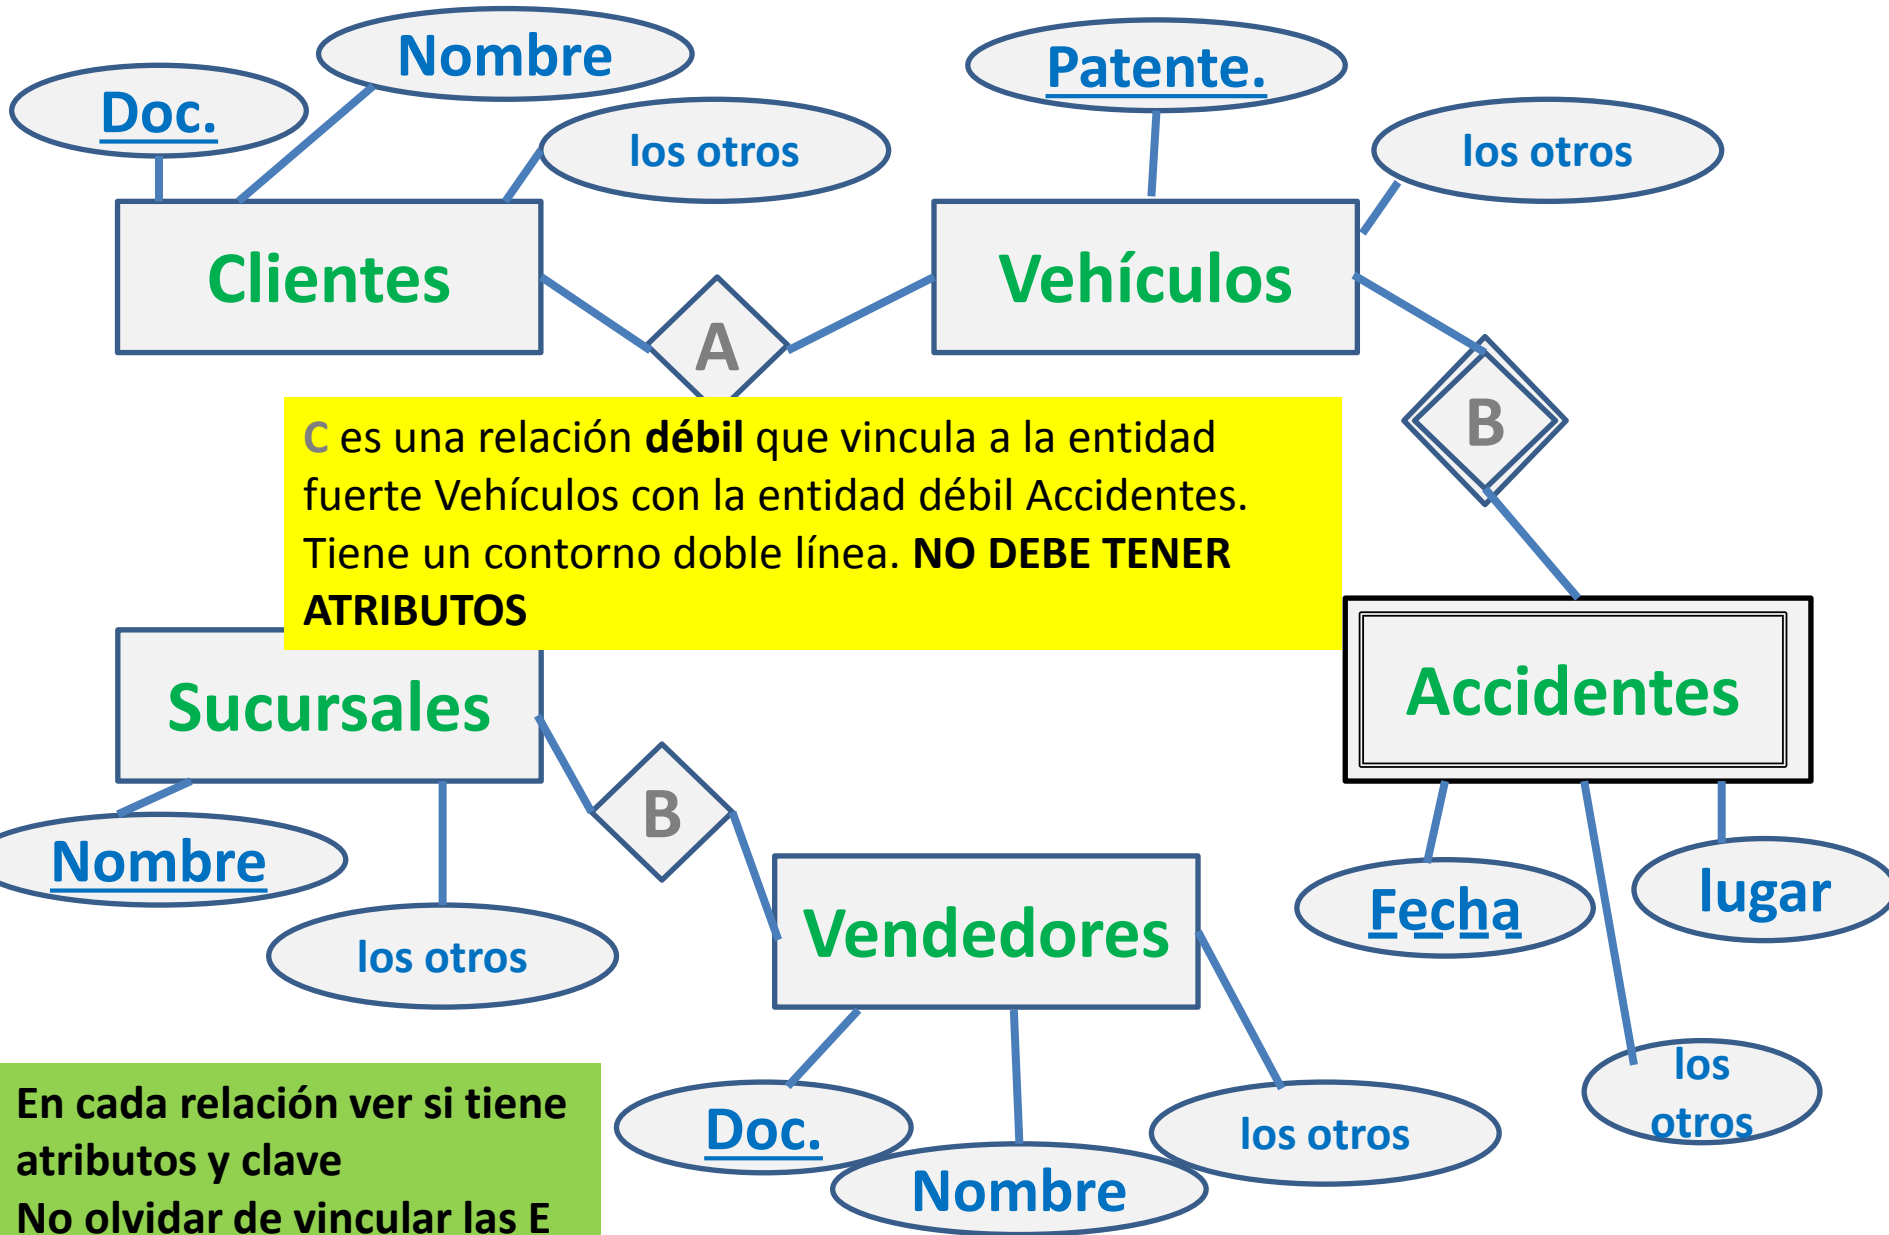 Nombre
Doc.
Patente.
los otros
los otros
Clientes
Vehículos
A
B
C es una relación débil que vincula a la entidad
fuerte Vehículos con la entidad débil Accidentes.
Tiene un contorno doble línea. NO DEBE TENER
ATRIBUTOS
Sucursales
Accidentes
B
Nombre
lugar
Fecha
Vendedores
los otros
los
otros
Doc.
los otros
Nombre
En cada relación ver si tiene
atributos y clave
No olvidar de vincular las E